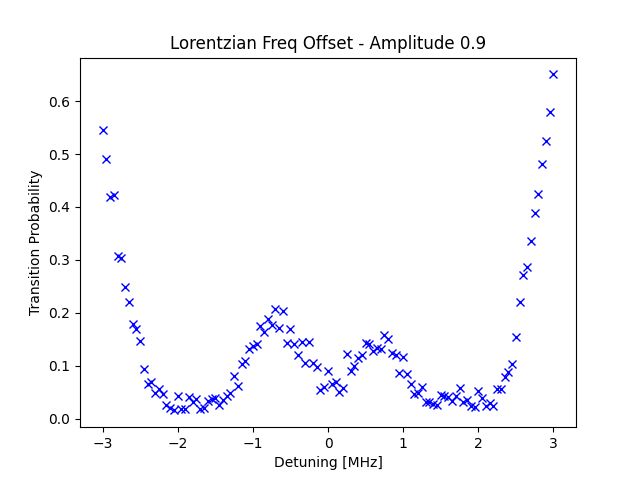 Lorentzian Freq Offset - Amplitude 0.9
Transition Probability
0.6
0.5
0.4
0.3
0.2
0.1
0.0
−3 −2 −1 0 1 2 3
Detuning [MHz]